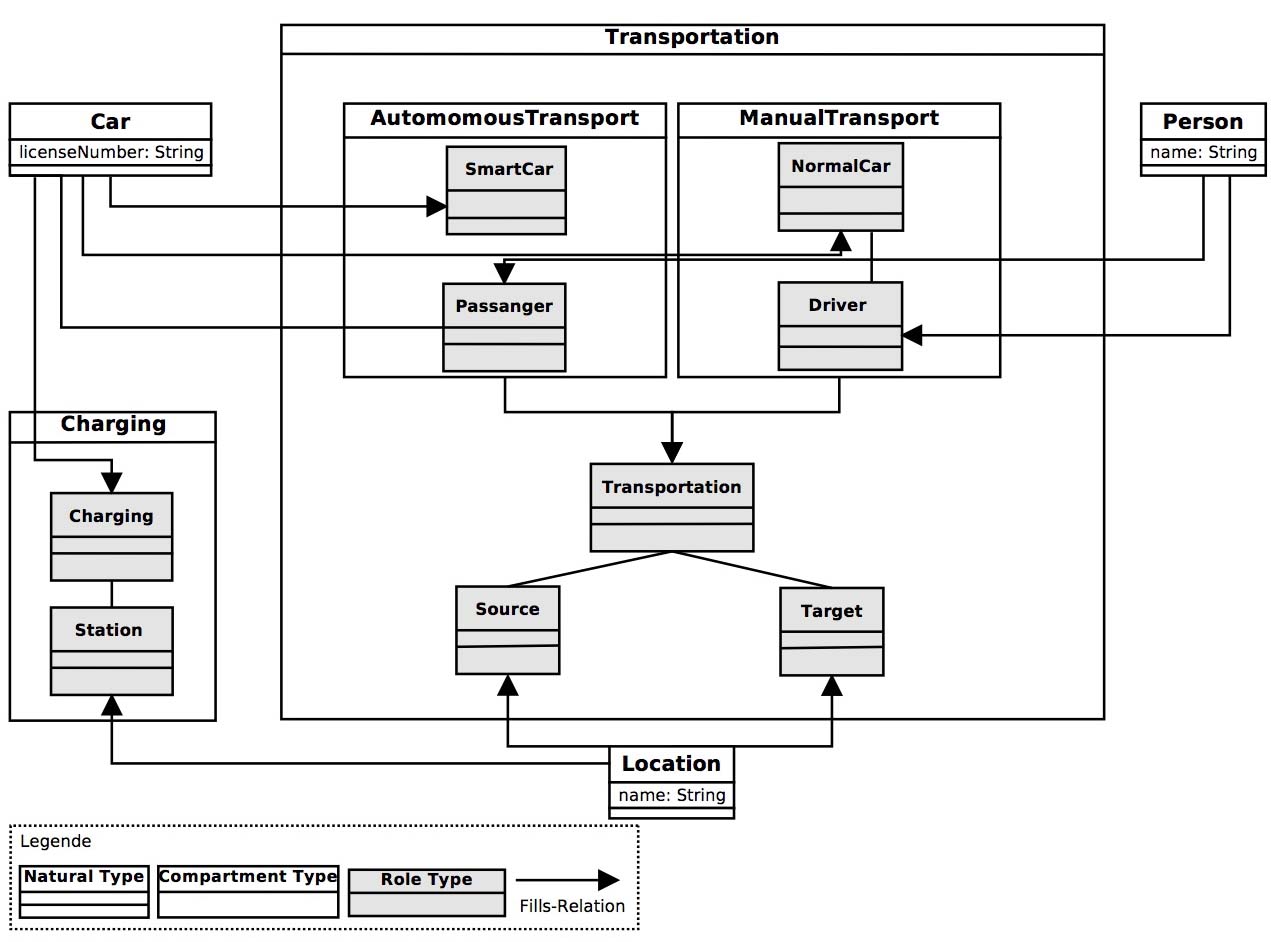 Transportation
Car
licenseNumber: String
AutomomousTransport
ManualTransport
Person
name: String
SmartCar
NormalCar
Passanger
Driver
Charging
Transportation
Charging
Source
Target
Station
Location
name: String
Legende
Natural Type
Compartment Type
Role Type
Fills-Relation